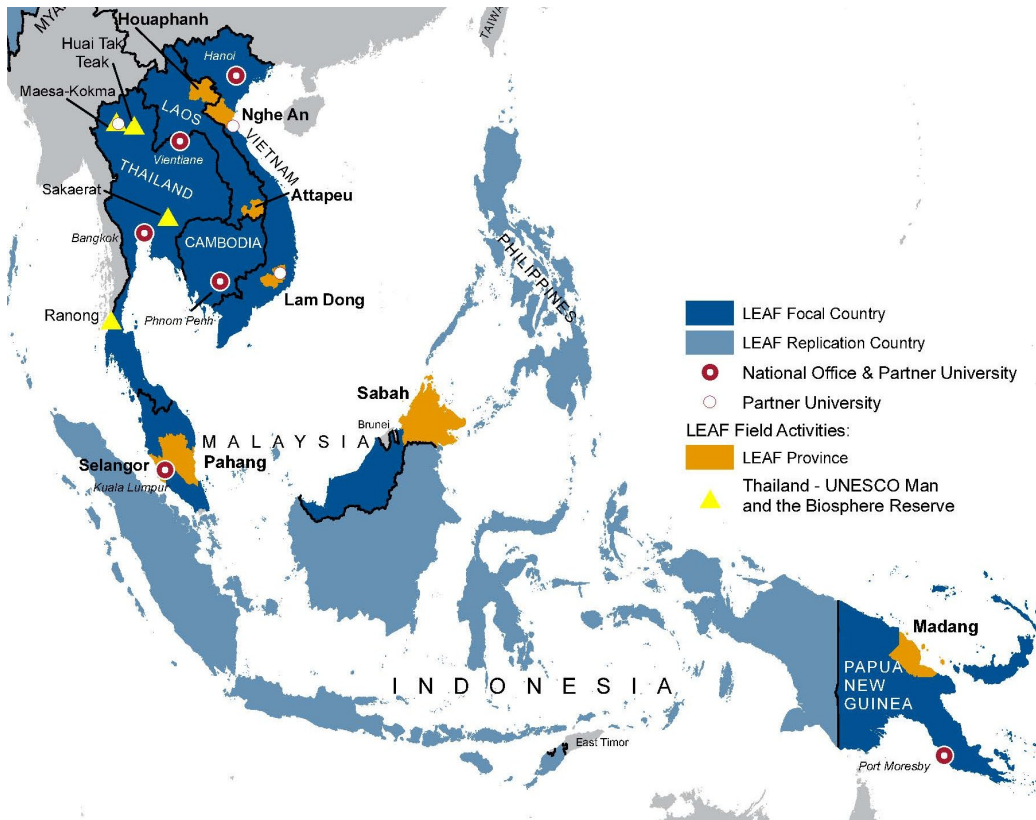 MYA
TAIWA
Houaphanh
Huai Tak
Teak
Hanoi
Maesa-Kokma
LAOS
Nghe An
Vientiane
VIETNAM
THAILAND
Sakaerat
Attapeu
Bangkok
CAMBODIA
PHILIPPINES
Lam Dong
Ranong
Phnom Penh
LEAF Focal Country
LEAF Replication Country
National Office & Partner University
Partner University
LEAF Field Activities:
LEAF Province
Thailand - UNESCO Man
and the Biosphere Reserve
Sabah
Brunei
MALAYSIA
Selangor
Pahang
Kuala Lumpur
Madang
PAPUA
NEW
GUINEA
INDONESIA
East Timor
Port Moresby